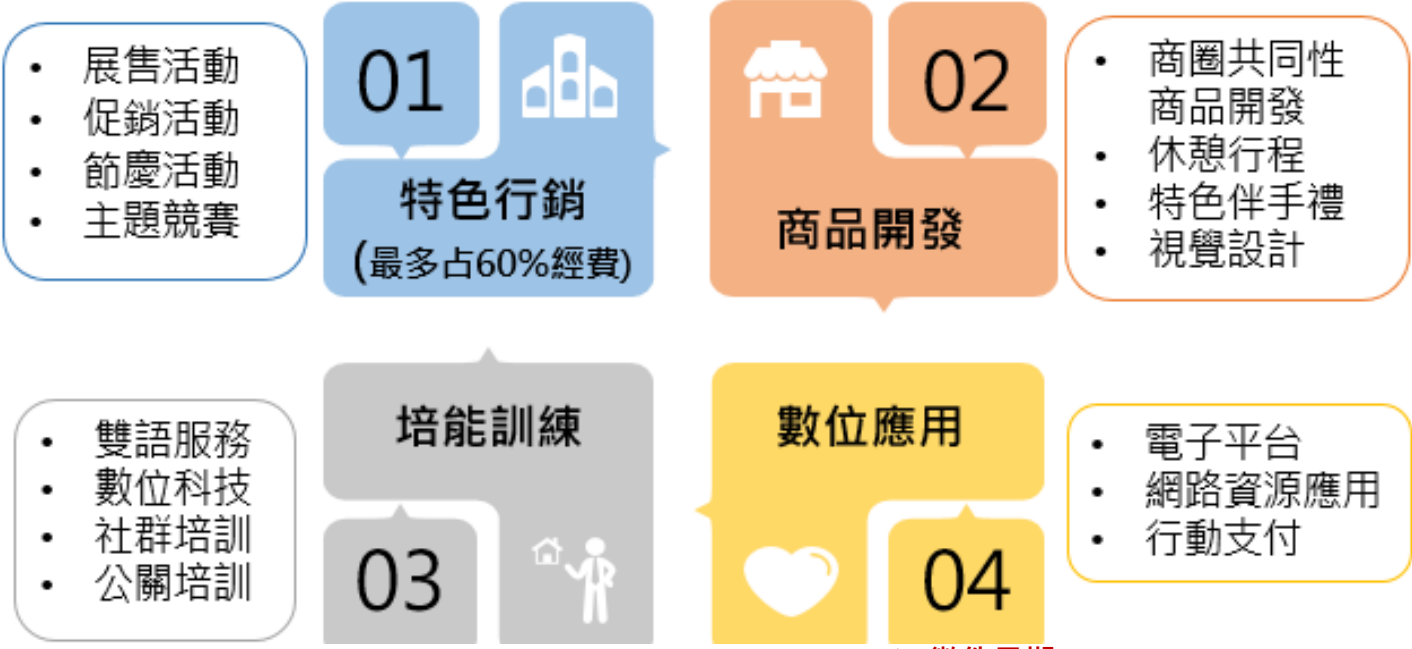 • 展售活動
• 促銷活動
• 節慶活動
• 主題競賽
01
特色行銷
(最多占60%經費)
02
商品開發
• 商圈共同性
商品開發
• 休憩行程
• 特色伴手禮
• 視覺設計
• 雙語服務
• 數位科技
• 社群培訓
• 公關培訓
培能訓練
03
數位應用
04
• 電子平台
• 網路資源應用
• 行動支付